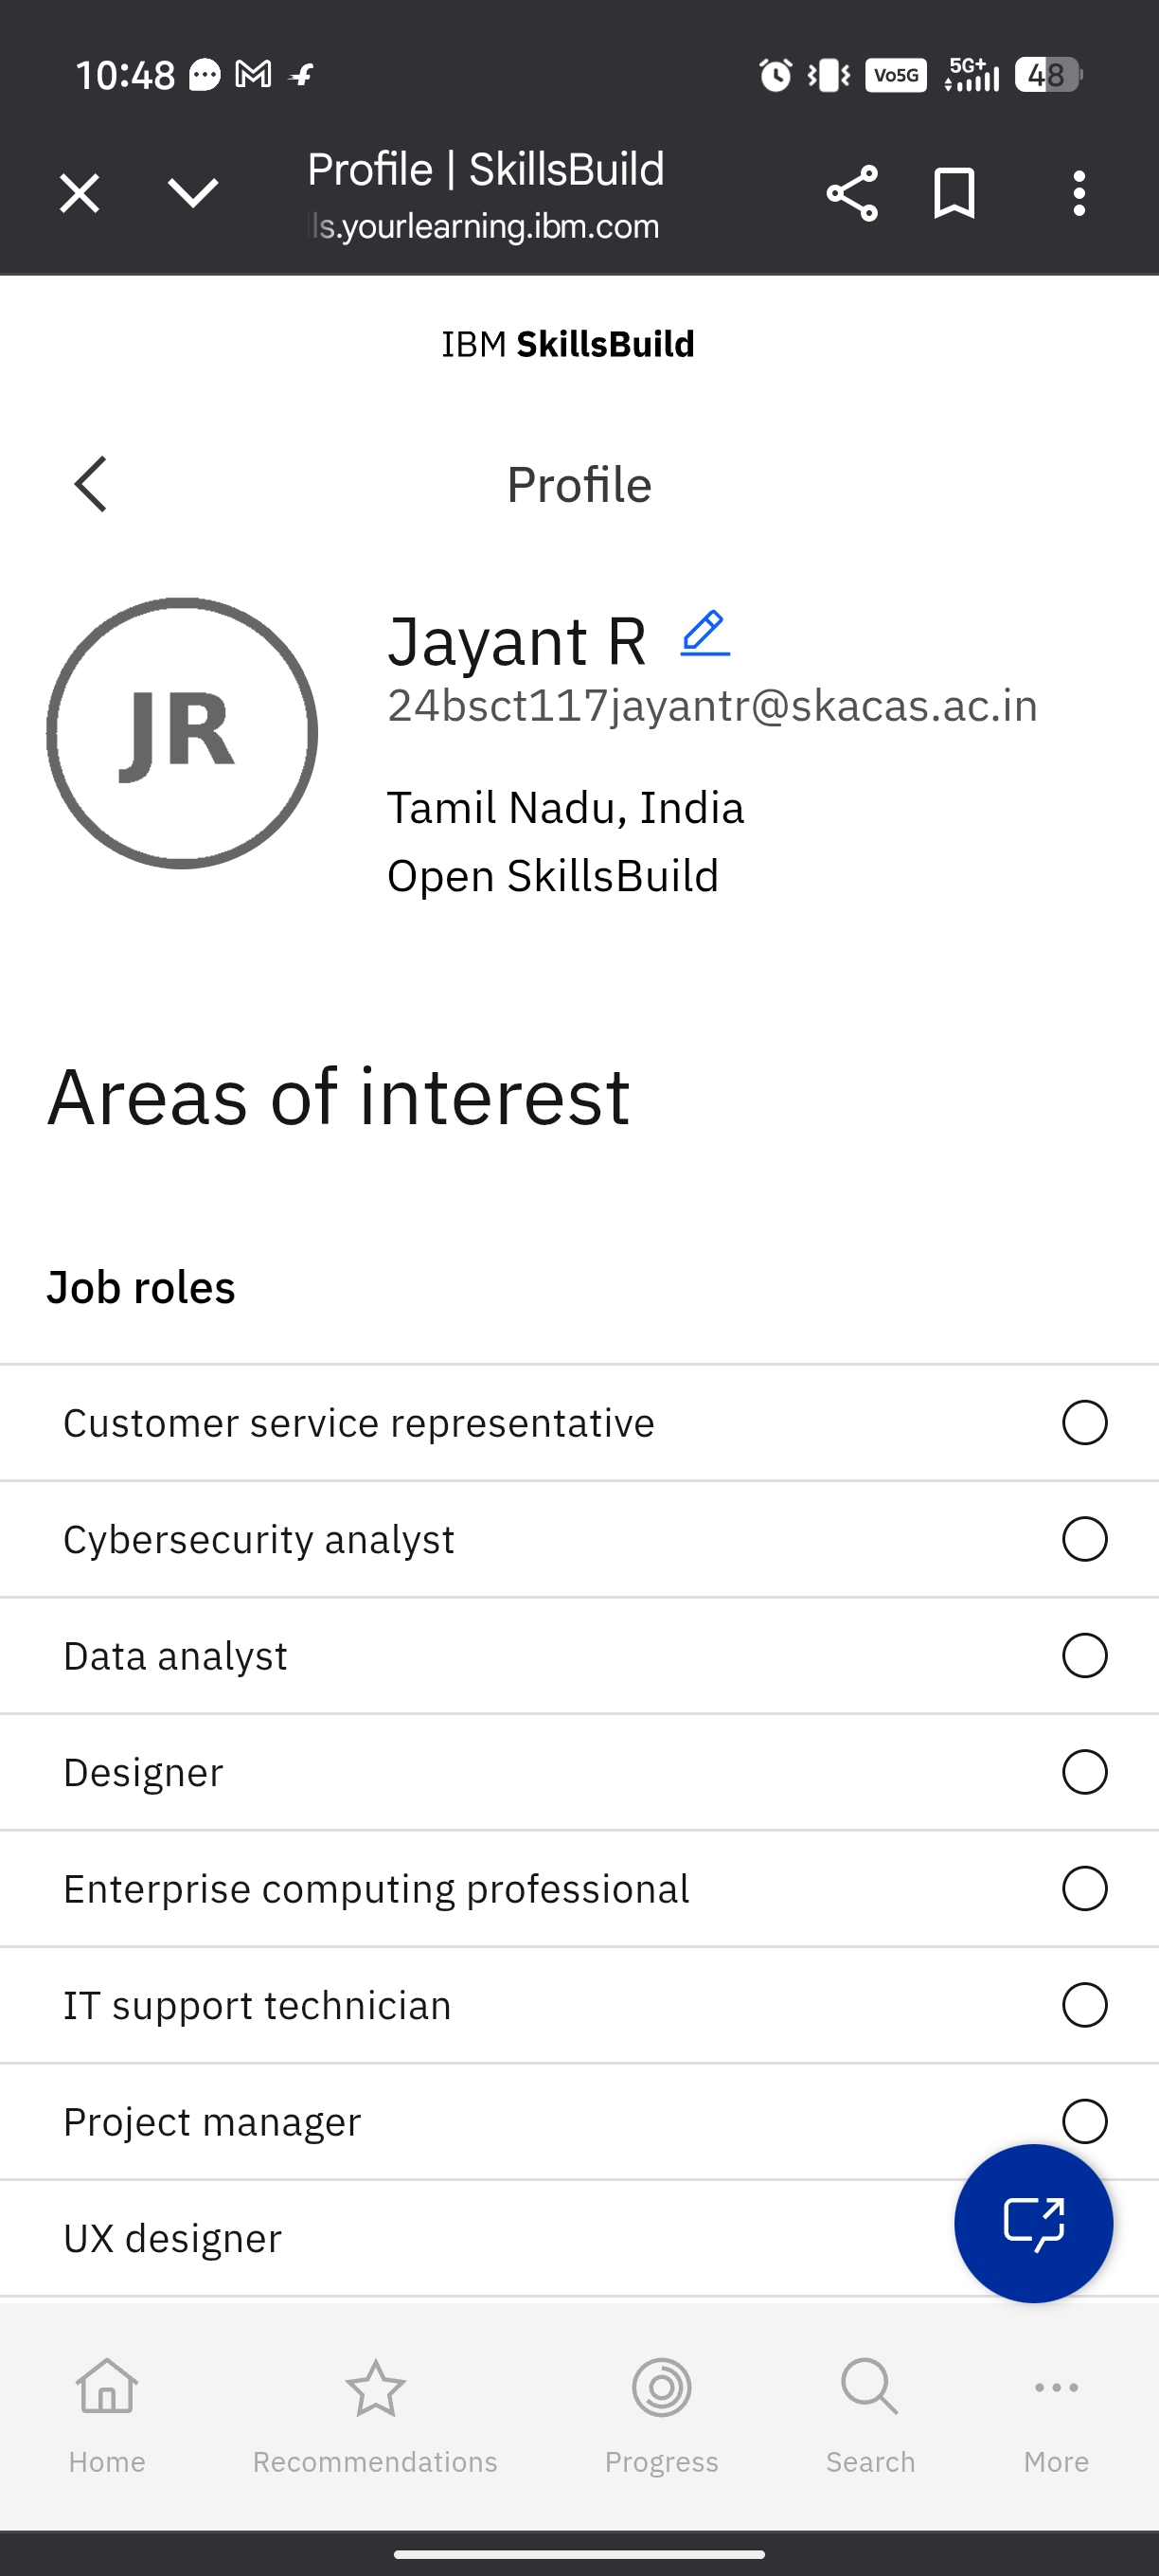 10:48
Vo5G
5G+
48
Profile | SkillsBuild
ls.yourlearning.ibm.com
IBM SkillsBuild
Profile
JR
Jayant R
24bsct117jayantr@skacas.ac.in
Tamil Nadu, India
Open SkillsBuild
Areas of interest
Job roles
Customer service representative
Cybersecurity analyst
Data analyst
Designer
Enterprise computing professional
IT support technician
Project manager
UX designer
Home
Recommendations
Progress
Search
More